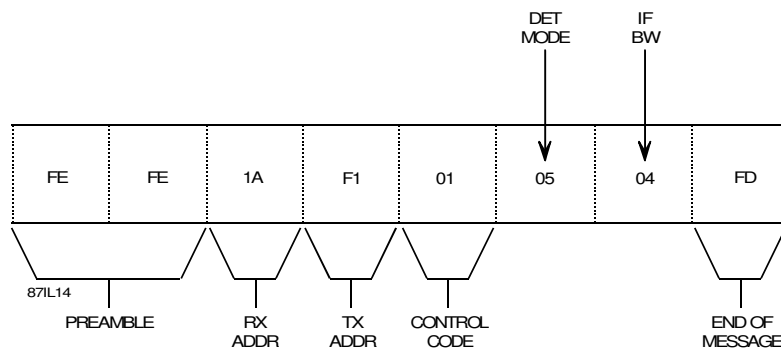 DET
MODE
IF
BW
FE FE 1A F1 01 05 04 FD
87IL14
PREAMBLE
RX
ADDR
TX
ADDR
CONTROL
CODE
END OF
MESSAGE